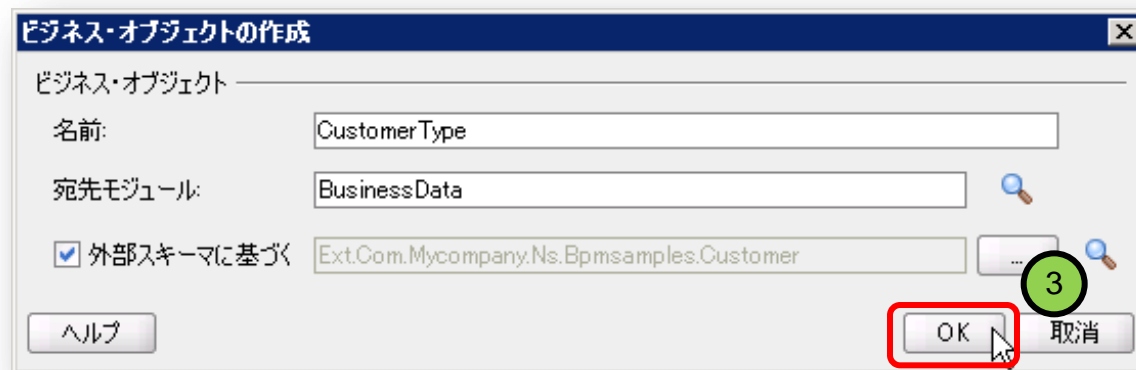 ビジネス・オブジェクトの作成
ビジネス・オブジェクト
名前: CustomerType
宛先モジュール: BusinessData
外部スキーマに基づく Ext.Com.Mycompany.Ns.Bpmsamples.Customer ...
3
ヘルプ OK 取消